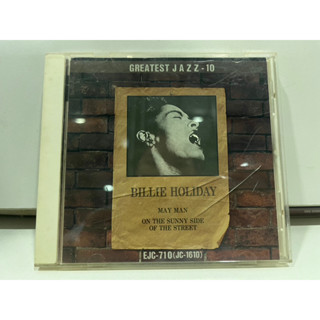 GREATEST JAZZ-10
BILLIE HOLIDAY
MAY MAN
ON THE SUNNY SIDE
OF THE STREET
EJC-710(JC-1610)